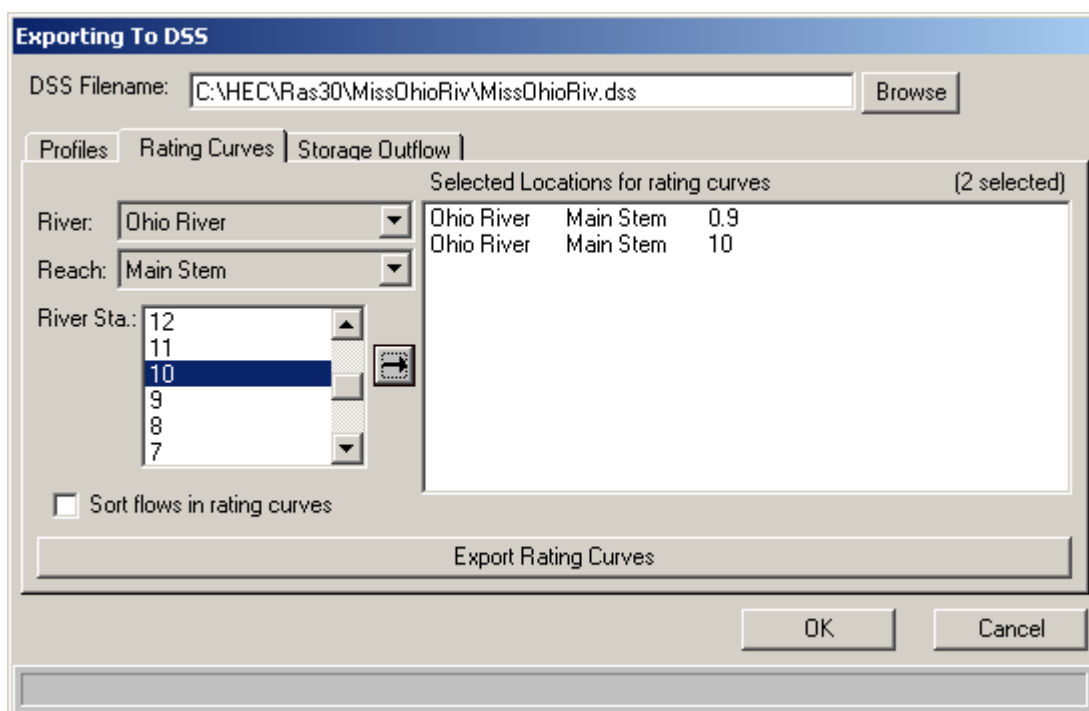 Exporting To DSS
DSS Filename: C:\HEC\Ras30\MissOhioRiv\MissOhioRiv.dss Browse
Profiles Rating Curves Storage Outflow
Selected Locations for rating curves (2 selected)
River: Ohio River
Ohio River Main Stem 0.9
Ohio River Main Stem 10
Reach: Main Stem
River Sta.: 12
11
10
9
8
7
Sort flows in rating curves
Export Rating Curves
OK Cancel